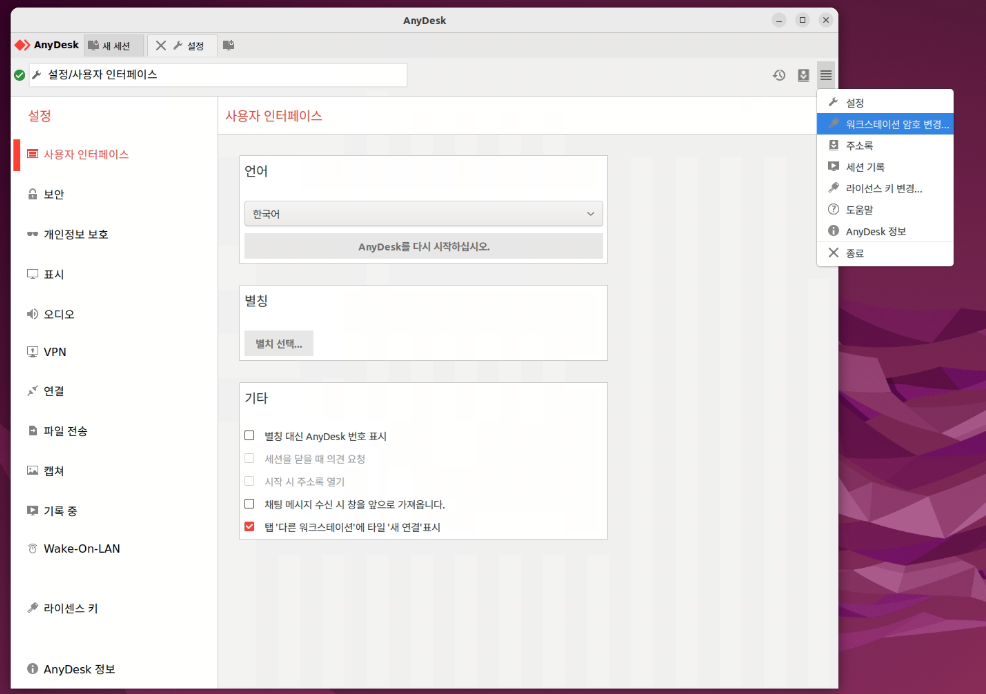 AnyDesk
AnyDesk
새 세션
설정
설정/사용자 인터페이스
설정
워크스테이션 암호 변경...
주소록
세션 기록
라이선스 키 변경...
도움말
AnyDesk 정보
종료
설정
사용자 인터페이스
보안
개인정보 보호
표시
오디오
VPN
연결
파일 전송
캡쳐
기록 중
Wake-On-LAN
라이센스 키
AnyDesk 정보
사용자 인터페이스
언어
한국어
AnyDesk를 다시 시작하십시오.
별칭
별치 선택...
기타
별칭 대신 AnyDesk 번호 표시
세션을 닫을 때 의견 요청
시작 시 주소록 열기
채팅 메시지 수신 시 창을 앞으로 가져옵니다.
탭 '다른 워크스테이션'에 타일 '새 연결'표시